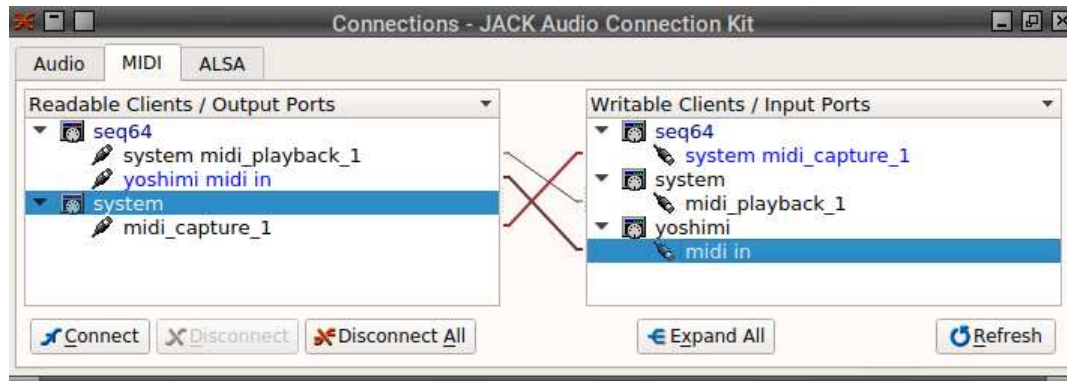 Connections - JACK Audio Connection Kit
Audio MIDI ALSA
Readable Clients / Output Ports
seq64
system midi_playback_1
yoshimi midi in
system
midi_capture_1
Writable Clients / Input Ports
seq64
system midi_capture_1
system
midi_playback_1
yoshimi
midi in
Connect Disconnect Disconnect All Expand All Refresh